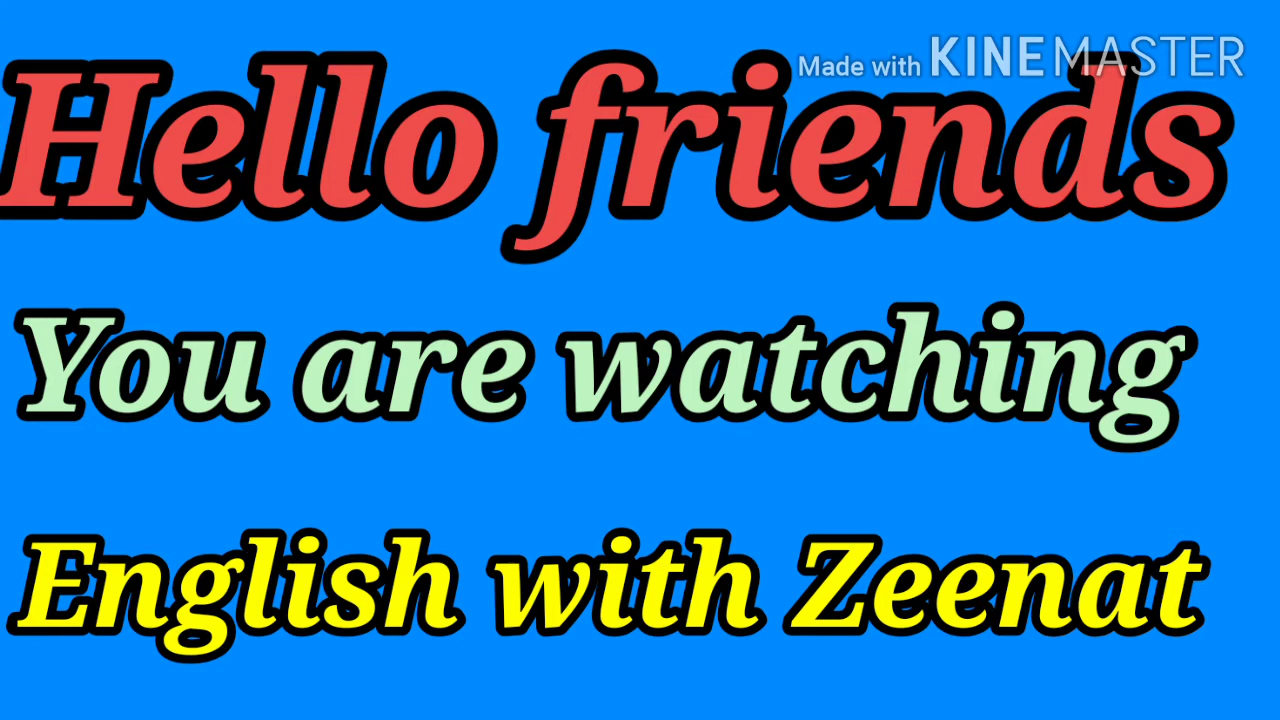 Made with KINEMASTER
Hello friends
You are watching
English with Zeenat